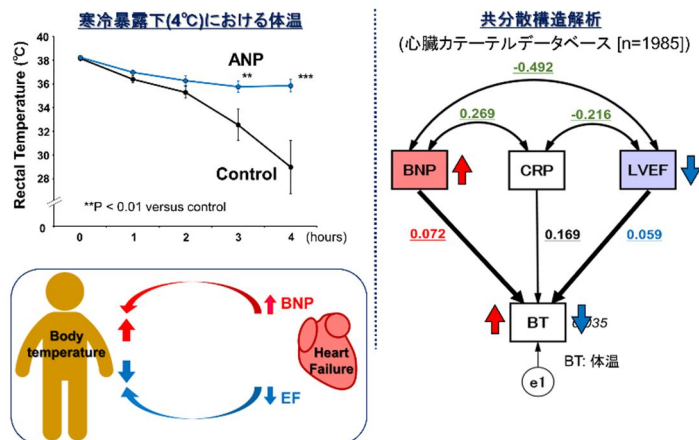 寒冷暴露下(4℃)における体温
40
38
36
34
32
30
28
0
Rectal Temperature (℃)
ANP
**
***
Control
**P < 0.01 versus control
0 1 2 3 4 (hours)
Body
temperature
BNP
Heart
Failure
EF
共分散構造解析
(心臓カテーテルデータベース [n=1985])
-0.492
0.269
-0.216
BNP
CRP
LVEF
0.072
0.169
0.059
BT
BT: 体温
e1